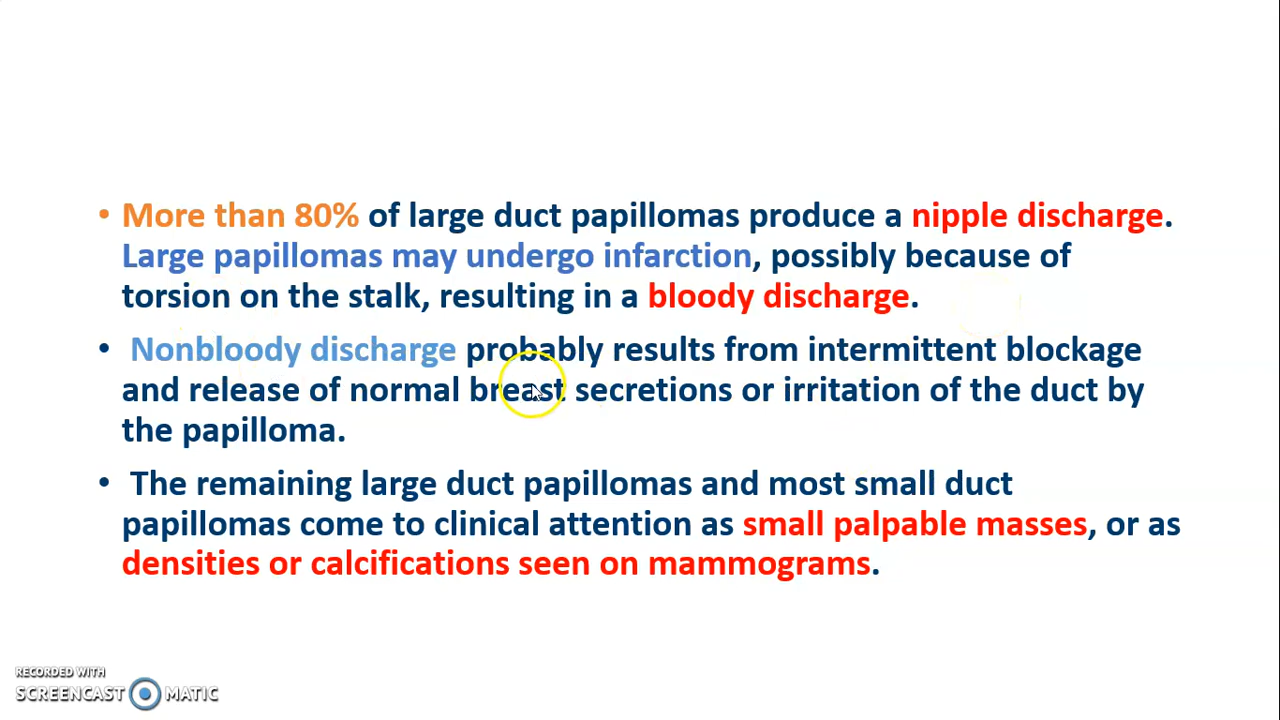 • More than 80% of large duct papillomas produce a nipple discharge.
Large papillomas may undergo infarction, possibly because of
torsion on the stalk, resulting in a bloody discharge.
• Nonbloody discharge probably results from intermittent blockage
and release of normal breast secretions or irritation of the duct by
the papilloma.
• The remaining large duct papillomas and most small duct
papillomas come to clinical attention as small palpable masses, or as
densities or calcifications seen on mammograms.
RECORDED WITH
SCREENCAST MATIC